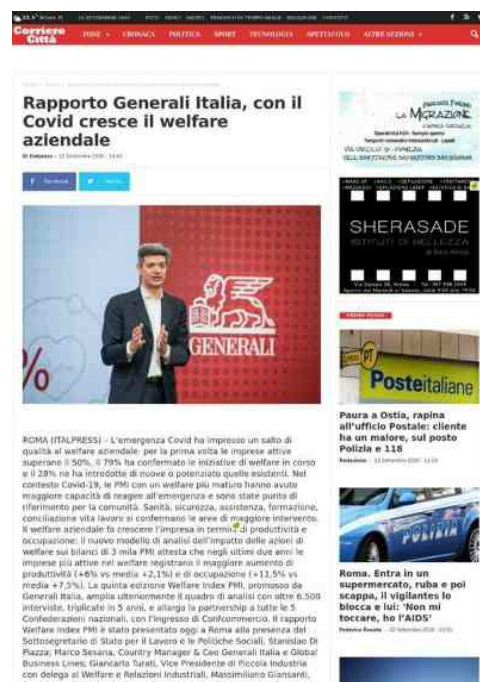 Corriere
Città
CRONACA
POLITICA
SPORT
TECNOLOGIA
SPETTACOLO
ALTRE SEZIONI
Rapporto Generali Italia, con il
Covid cresce il welfare
aziendale
Facebook
GENERALI
ROMA (ITALPRESS) – L'emergenza Covid ha impresso un salto di
qualità al welfare aziendale: per la prima volta le imprese attive
superano il 50%, il 79% ha confermato le iniziative di welfare in corso
e il 28% ne ha introdotte di nuove o potenziato quelle esistenti. Nel
contesto Covid-19, le PMI con un welfare più maturo hanno avuto
maggiore capacità di reagire all'emergenza e sono state punto di
riferimento per la comunità. Sanità, sicurezza, assistenza, formazione,
conciliazione vita lavoro si confermano le aree di maggiore intervento.
Il welfare aziendale fa crescere l'impresa in termini di produttività e
occupazione: il nuovo modello di analisi dell'impatto delle azioni di
welfare sui bilanci di 3 mila PMI attesta che negli ultimi due anni le
imprese più attive nel welfare registrano il maggiore aumento di
produttività (+6% vs media +2,1%) e di occupazione (+11,5% vs
media +7,5%). La quinta edizione Welfare Index PMI, promosso da
Generali Italia, amplia ulteriormente il quadro di analisi con oltre 6.500
interviste, triplicate in 5 anni, e allarga la partnership a tutte le 5
Confederazioni nazionali, con l'ingresso di Confcommercio. Il rapporto
Welfare Index PMI è stato presentato oggi a Roma alla presenza del
Sottosegretario di Stato per il Lavoro e le Politiche Sociali, Stanislao Di
Piazza; Marco Sesana, Country Manager & Ceo Generali Italia e Global
Business Lines; Giancarlo Turati, Vice Presidente di Piccola Industria
con delega al Welfare e Relazioni Industriali, Massimiliano Giansanti,
LA MIGRAZIONE
SHERASADE
ISTITUTI DI BELLEZZA
PRIMO PIANO
Posteitaliane
Paura a Ostia, rapina
all'ufficio Postale: cliente
ha un malore, sul posto
Polizia e 118
POLIZIA
Roma. Entra in un
supermercato, ruba e poi
scappa, il vigilantes lo
blocca e lui: 'Non mi
toccare, ho l'AIDS'